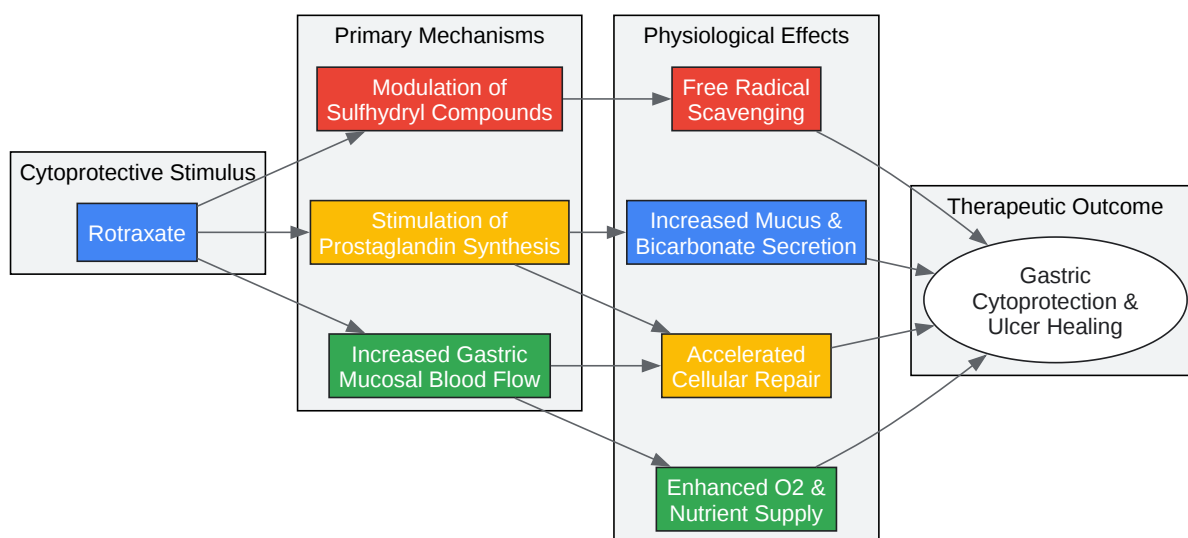 Cytoprotective Stimulus
Rotraxate
Primary Mechanisms
Modulation of
Sulfhydryl Compounds
Stimulation of
Prostaglandin Synthesis
Increased Gastric
Mucosal Blood Flow
Physiological Effects
Free Radical
Scavenging
Increased Mucus &
Bicarbonate Secretion
Accelerated
Cellular Repair
Enhanced O2 &
Nutrient Supply
Therapeutic Outcome
Gastric
Cytoprotection &
Ulcer Healing